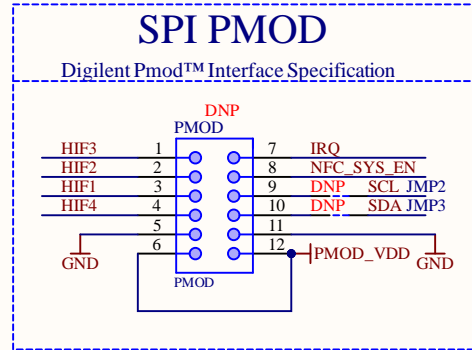 SPI PMOD
Digilent Pmod™ Interface Specification
DNP
PMOD
HIF3 1 7 IRQ
HIF2 2 8 NFC_SYS_EN
HIF1 3 9 DNP SCL JMP2
HIF4 4 10 DNP SDA JMP3
5 11
6 12 PMOD_VDD
GND GND
PMOD